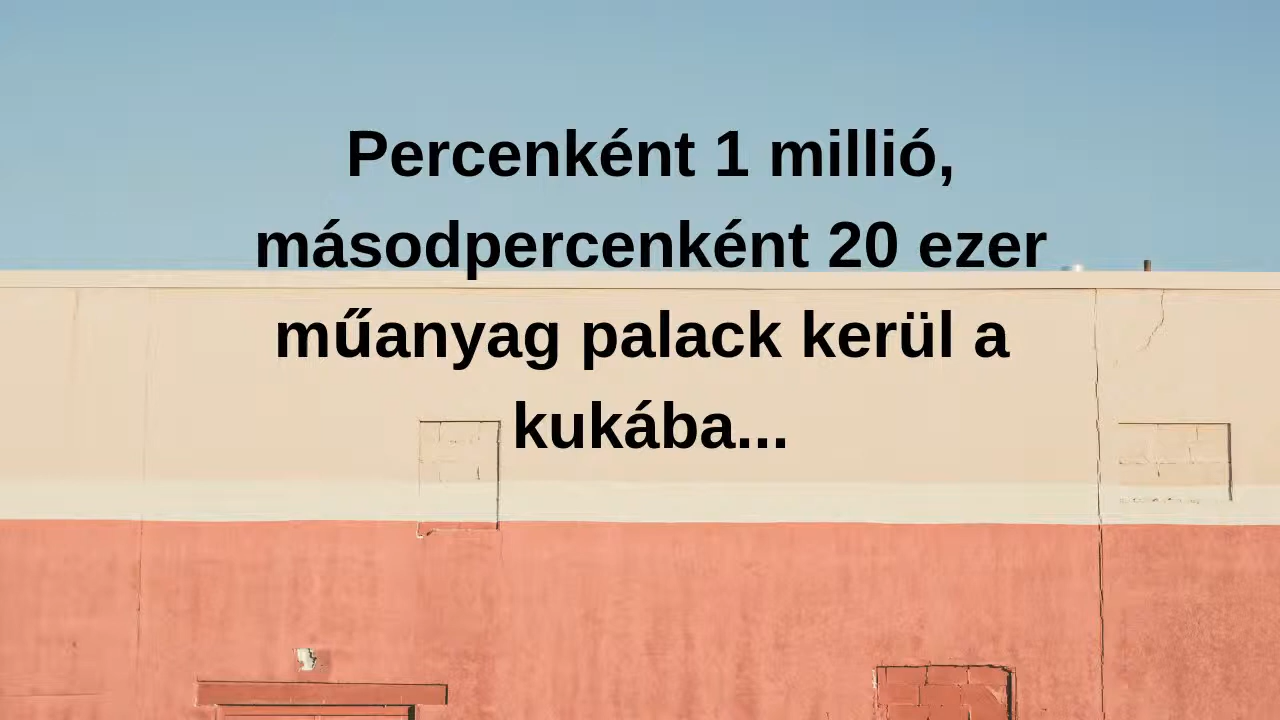 Percenként 1 millió,
másodpercenként 20 ezer
műanyag palack kerül a
kukába...